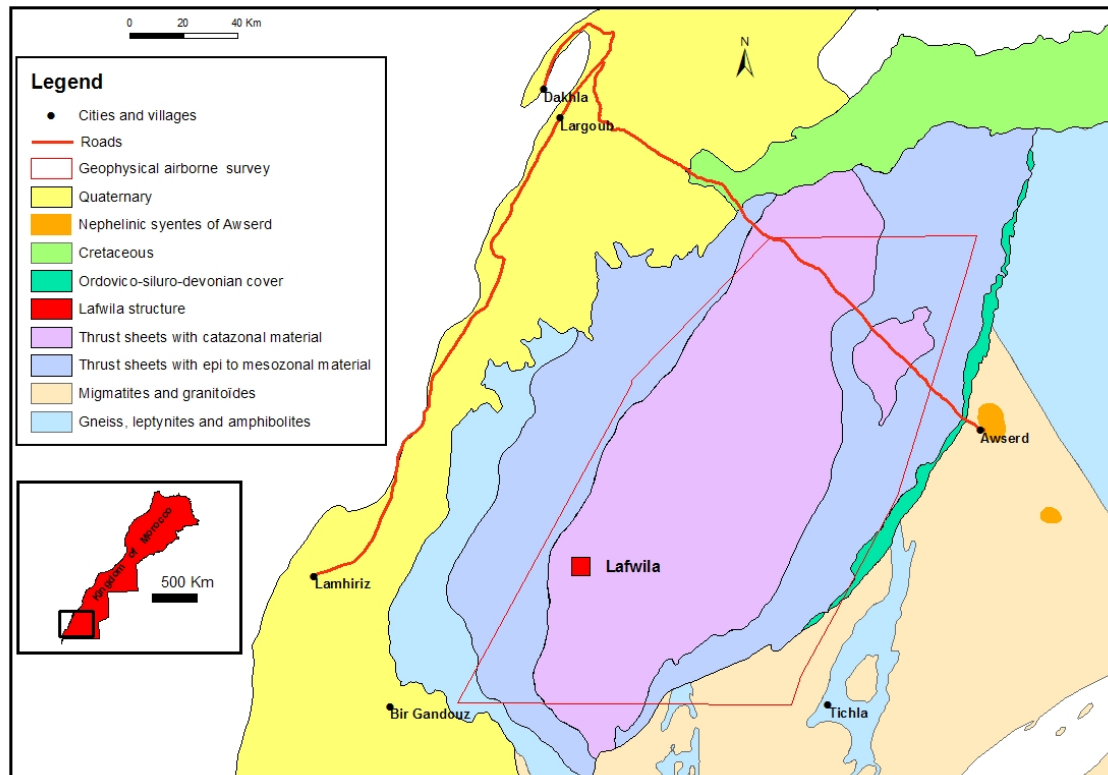 0 20 40 Km
N
Legend
Cities and villages
Roads
Geophysical airborne survey
Quaternary
Nephelinic syentes of Awserd
Cretaceous
Ordovico-siluro-devonian cover
Lafwila structure
Thrust sheets with catazonal material
Thrust sheets with epi to mesozonal material
Migmatites and granitoïdes
Gneiss, leptynites and amphibolites
Dakhla
Largoub
Awserd
Lafwila
Lamhiriz
Bir Gandouz
Tichla
Kingdom of Morocco
500 Km